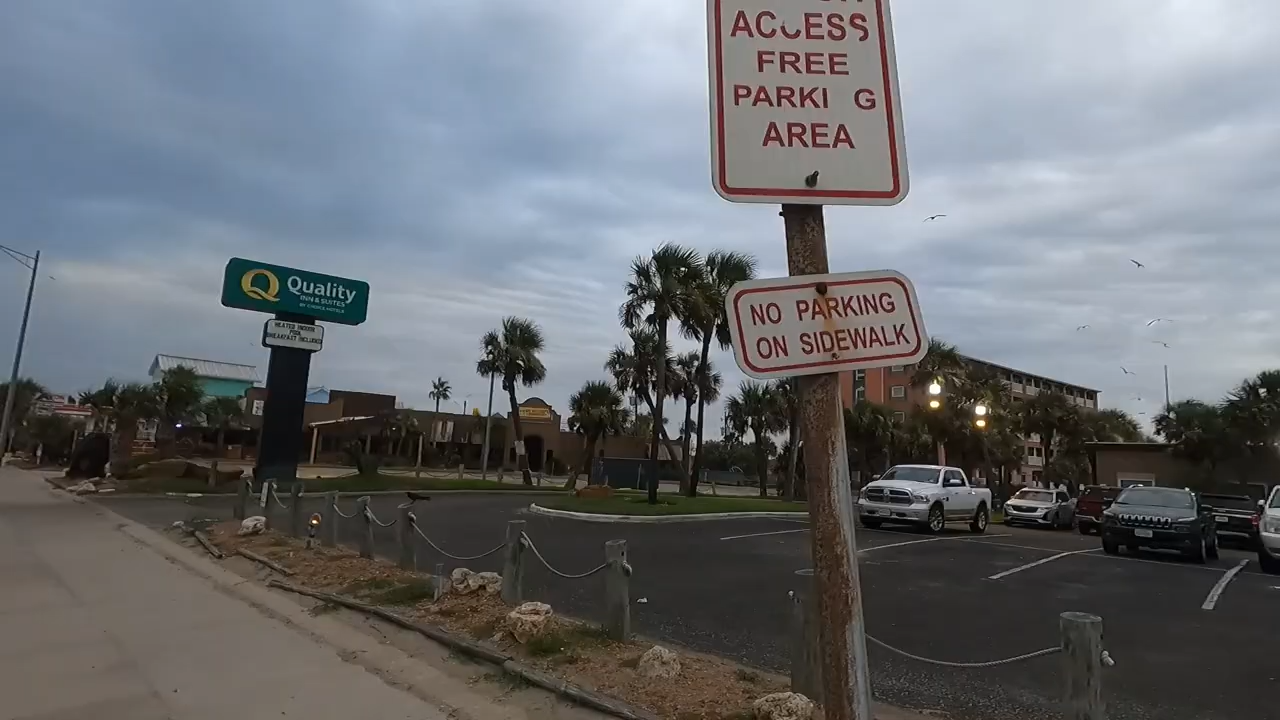 ACCESS
FREE
PARKI G
AREA
NO PARKING
ON SIDEWALK
Q Quality
INN & SUITES
BY CHOICE HOTELS
HEATED INDOOR
POOL
BREAKFAST INCLUDED